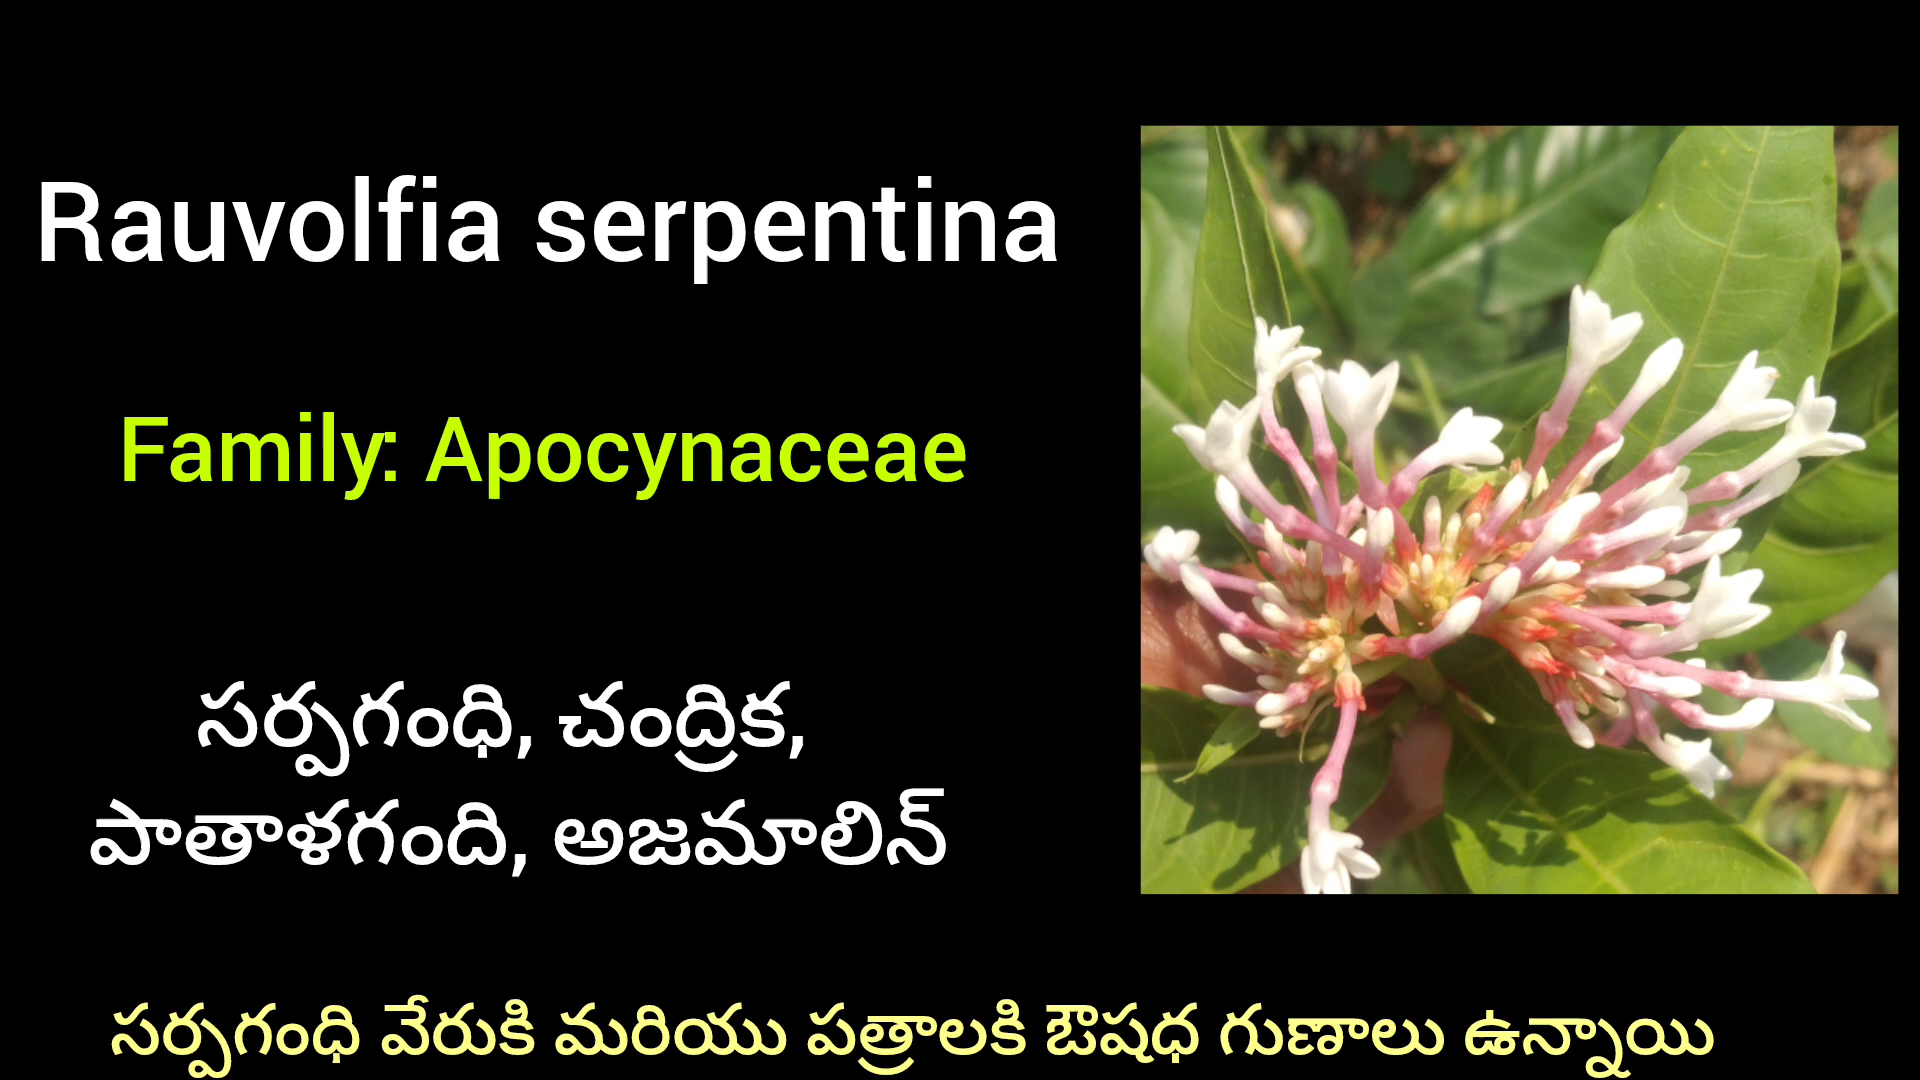 Rauvolfia serpentina
Family: Apocynaceae
సర్పగంధి, చంద్రిక,
పాతాళగంది, అజమాలిన్
సర్పగంధి వేరుకి మరియు పత్రాలకి ఔషధ గుణాలు ఉన్నాయి